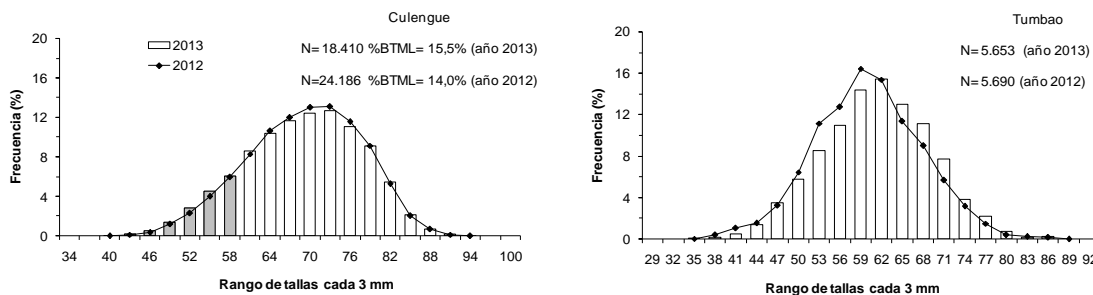 Culengue
2013
2012
N= 18.410 %BTML= 15,5% (año 2013)
N=24.186 %BTML= 14,0% (año 2012)
Frecuencia (%)
20
16
12
8
4
0
34 40 46 52 58 64 70 76 82 88 94 100
Rango de tallas cada 3 mm
Tumbao
N= 5.653 (año 2013)
N= 5.690 (año 2012)
Frecuencia (%)
20
16
12
8
4
0
29 32 35 38 41 44 47 50 53 56 59 62 65 68 71 74 77 80 83 86 89 92
Rango de tallas cada 3 mm